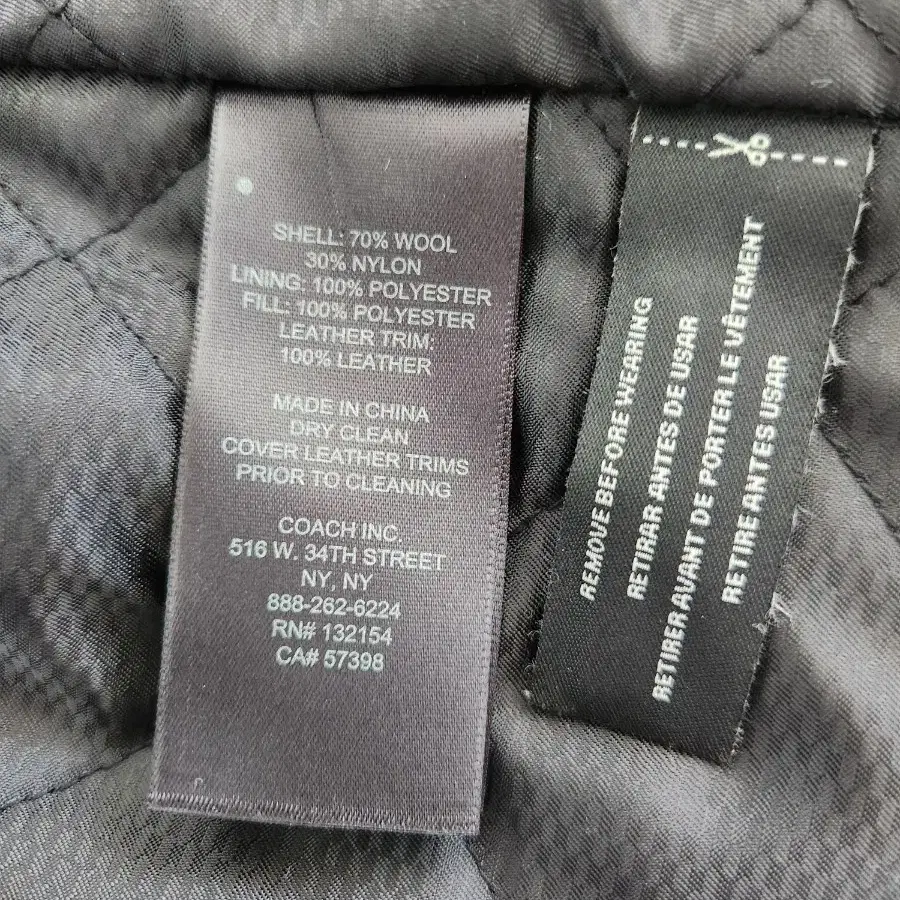 SHELL: 70% WOOL
30% NYLON
LINING: 100% POLYESTER
FILL: 100% POLYESTER
LEATHER TRIM:
100% LEATHER
MADE IN CHINA
DRY CLEAN
COVER LEATHER TRIMS
PRIOR TO CLEANING
COACH INC.
516 W. 34TH STREET
NY, NY
888-262-6224
RN# 132154
CA# 57398
REMOVE BEFORE WEARING
RETIRAR ANTES DE USAR
RETIRER AVANT DE PORTER LE VÊTEMENT
RETIRE ANTES USAR